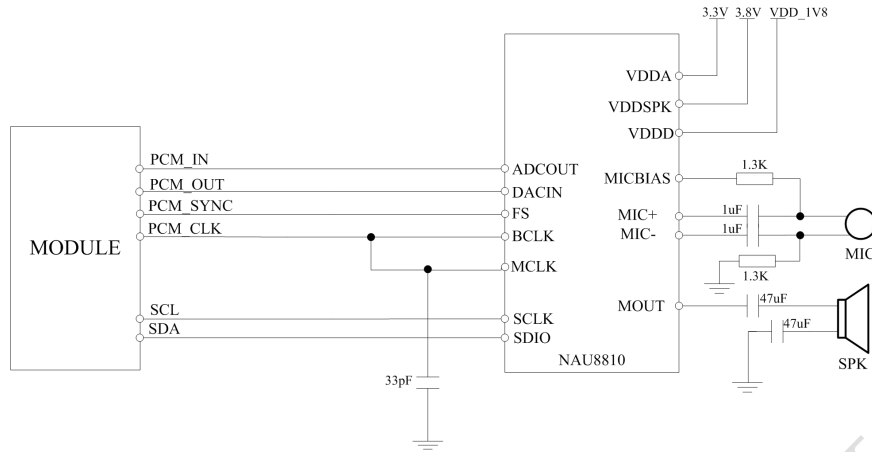 3.3V 3.8V VDD_1V8
VDDA
VDDSPK
VDDD
PCM_IN
ADCOUT
MICBIAS
1.3K
PCM_OUT
DACIN
PCM_SYNC
FS
MIC+
1uF
PCM_CLK
BCLK
MIC-
1uF
MODULE
MIC
MCLK
1.3K
SCL
SCLK
MOUT
47uF
SDA
SDIO
47uF
NAU8810
SPK
33pF